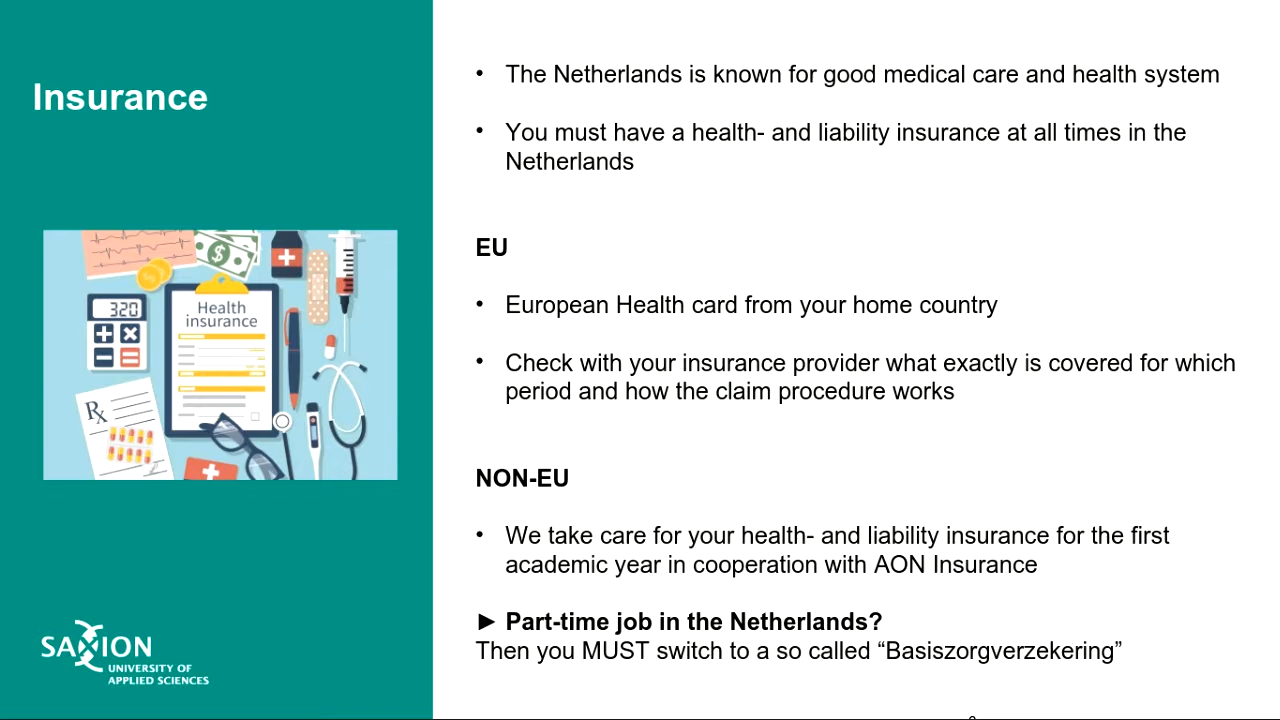 Insurance
• The Netherlands is known for good medical care and health system
• You must have a health- and liability insurance at all times in the
Netherlands
EU
• European Health card from your home country
• Check with your insurance provider what exactly is covered for which
period and how the claim procedure works
NON-EU
• We take care for your health- and liability insurance for the first
academic year in cooperation with AON Insurance
► Part-time job in the Netherlands?
Then you MUST switch to a so called “Basiszorgverzekering”
320
Health
insurance
Rx
SAXION
UNIVERSITY OF
APPLIED SCIENCES